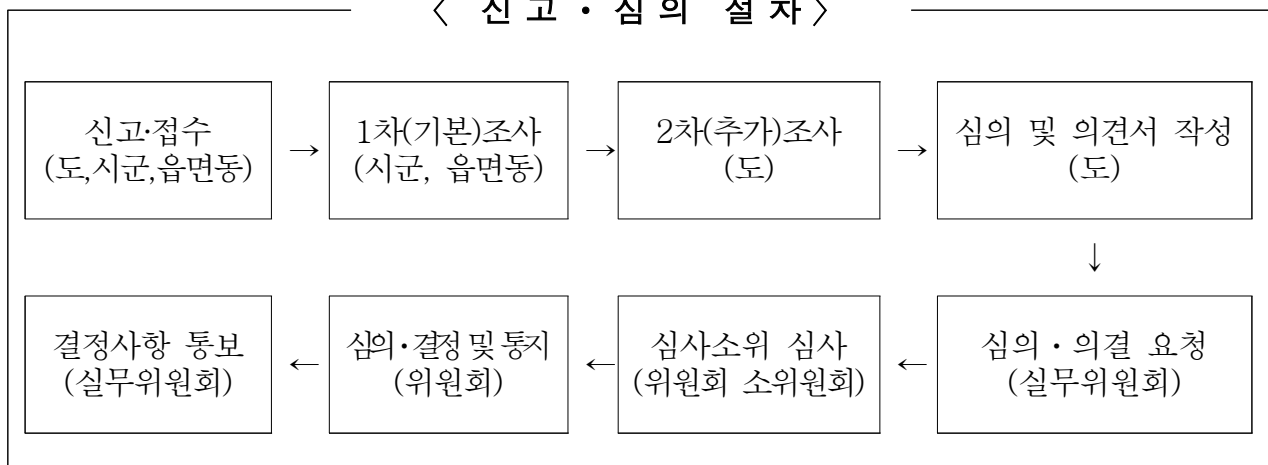 〈 신 고 · 심 의 절 차 〉
신고·접수
(도,시군,읍면동)
→
1차(기본)조사
(시군, 읍면동)
→
2차(추가)조사
(도)
→
심의 및 의견서 작성
(도)
↓
결정사항 통보
(실무위원회)
←
심의·결정 및 통지
(위원회)
←
심사소위 심사
(위원회 소위원회)
←
심의·의결 요청
(실무위원회)